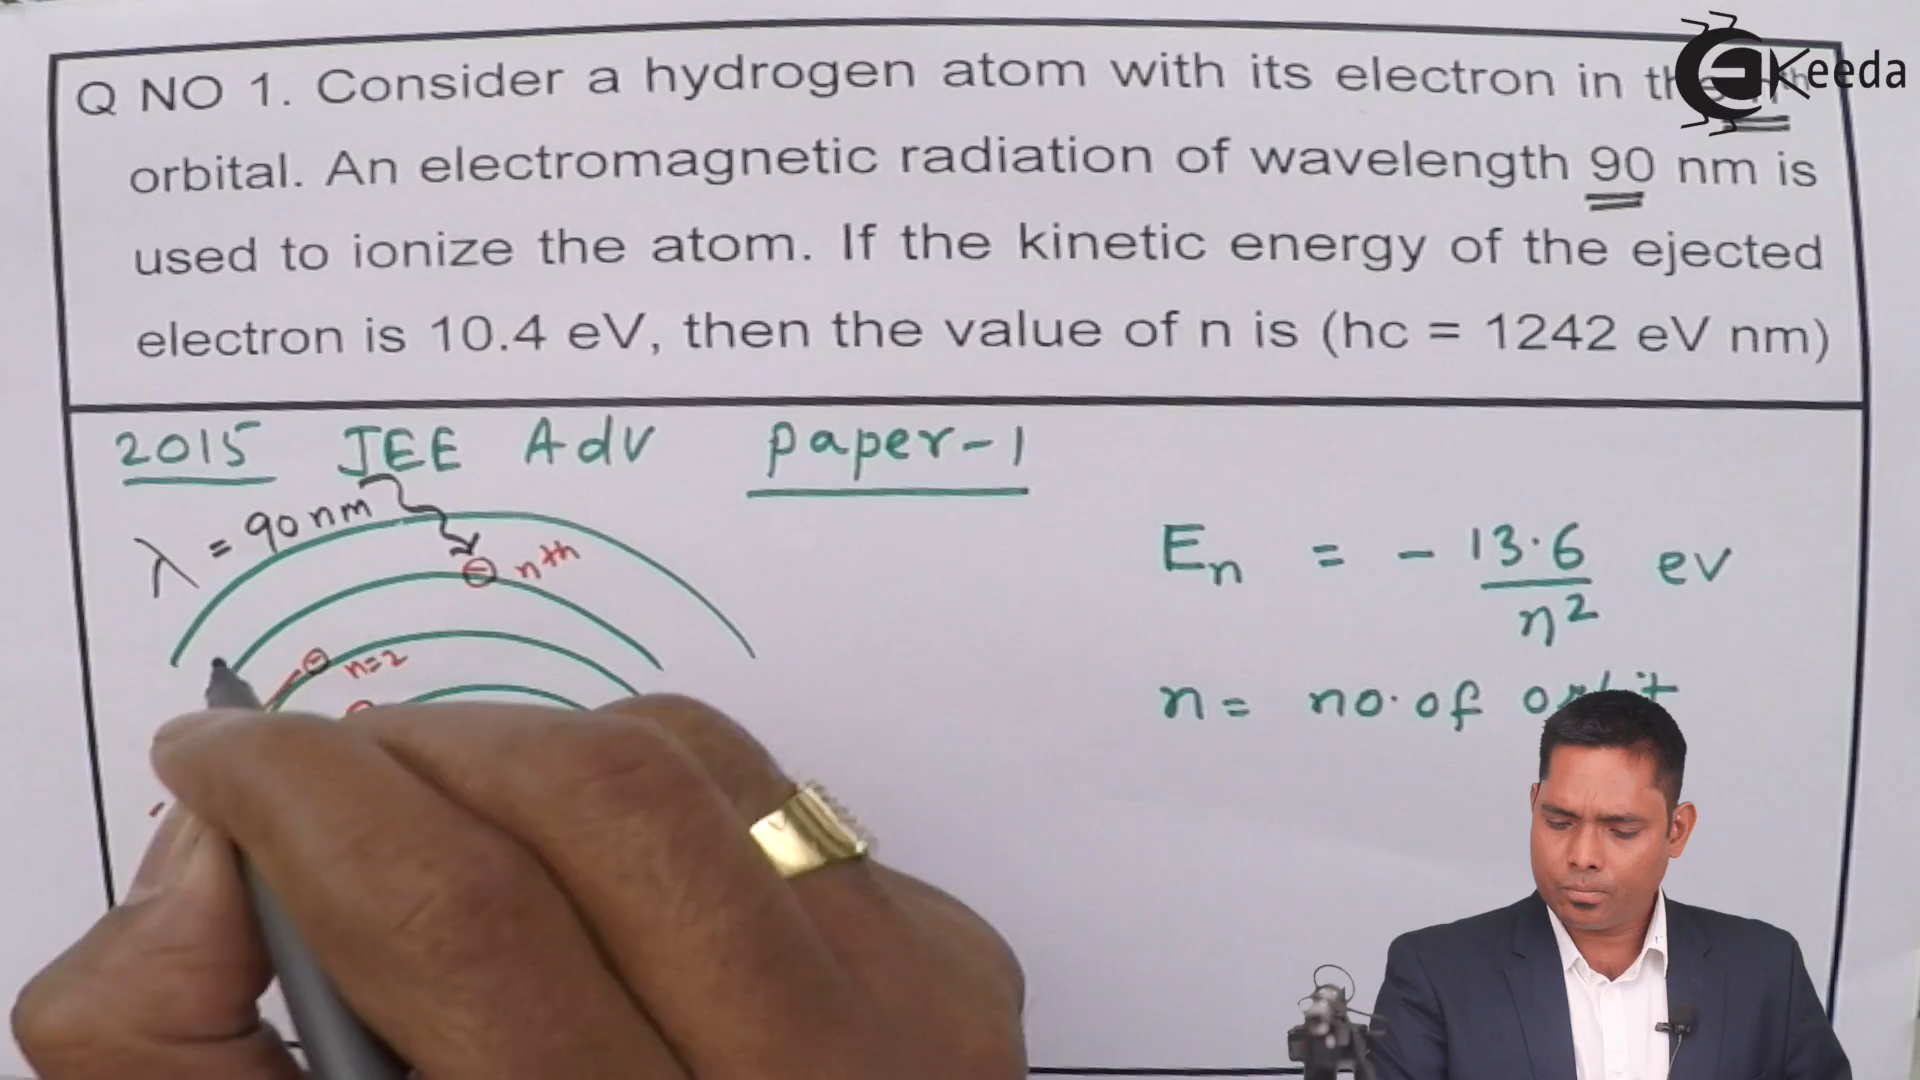 Keeda
Q NO 1. Consider a hydrogen atom with its electron in the nth
orbital. An electromagnetic radiation of wavelength 90 nm is
used to ionize the atom. If the kinetic energy of the ejected
electron is 10.4 eV, then the value of n is (hc = 1242 eV nm)
2015 JEE Adv paper-1
λ = 90 nm
⊖ nth
⊖ n=2
En = - 13.6/n² ev
n = no. of orbit